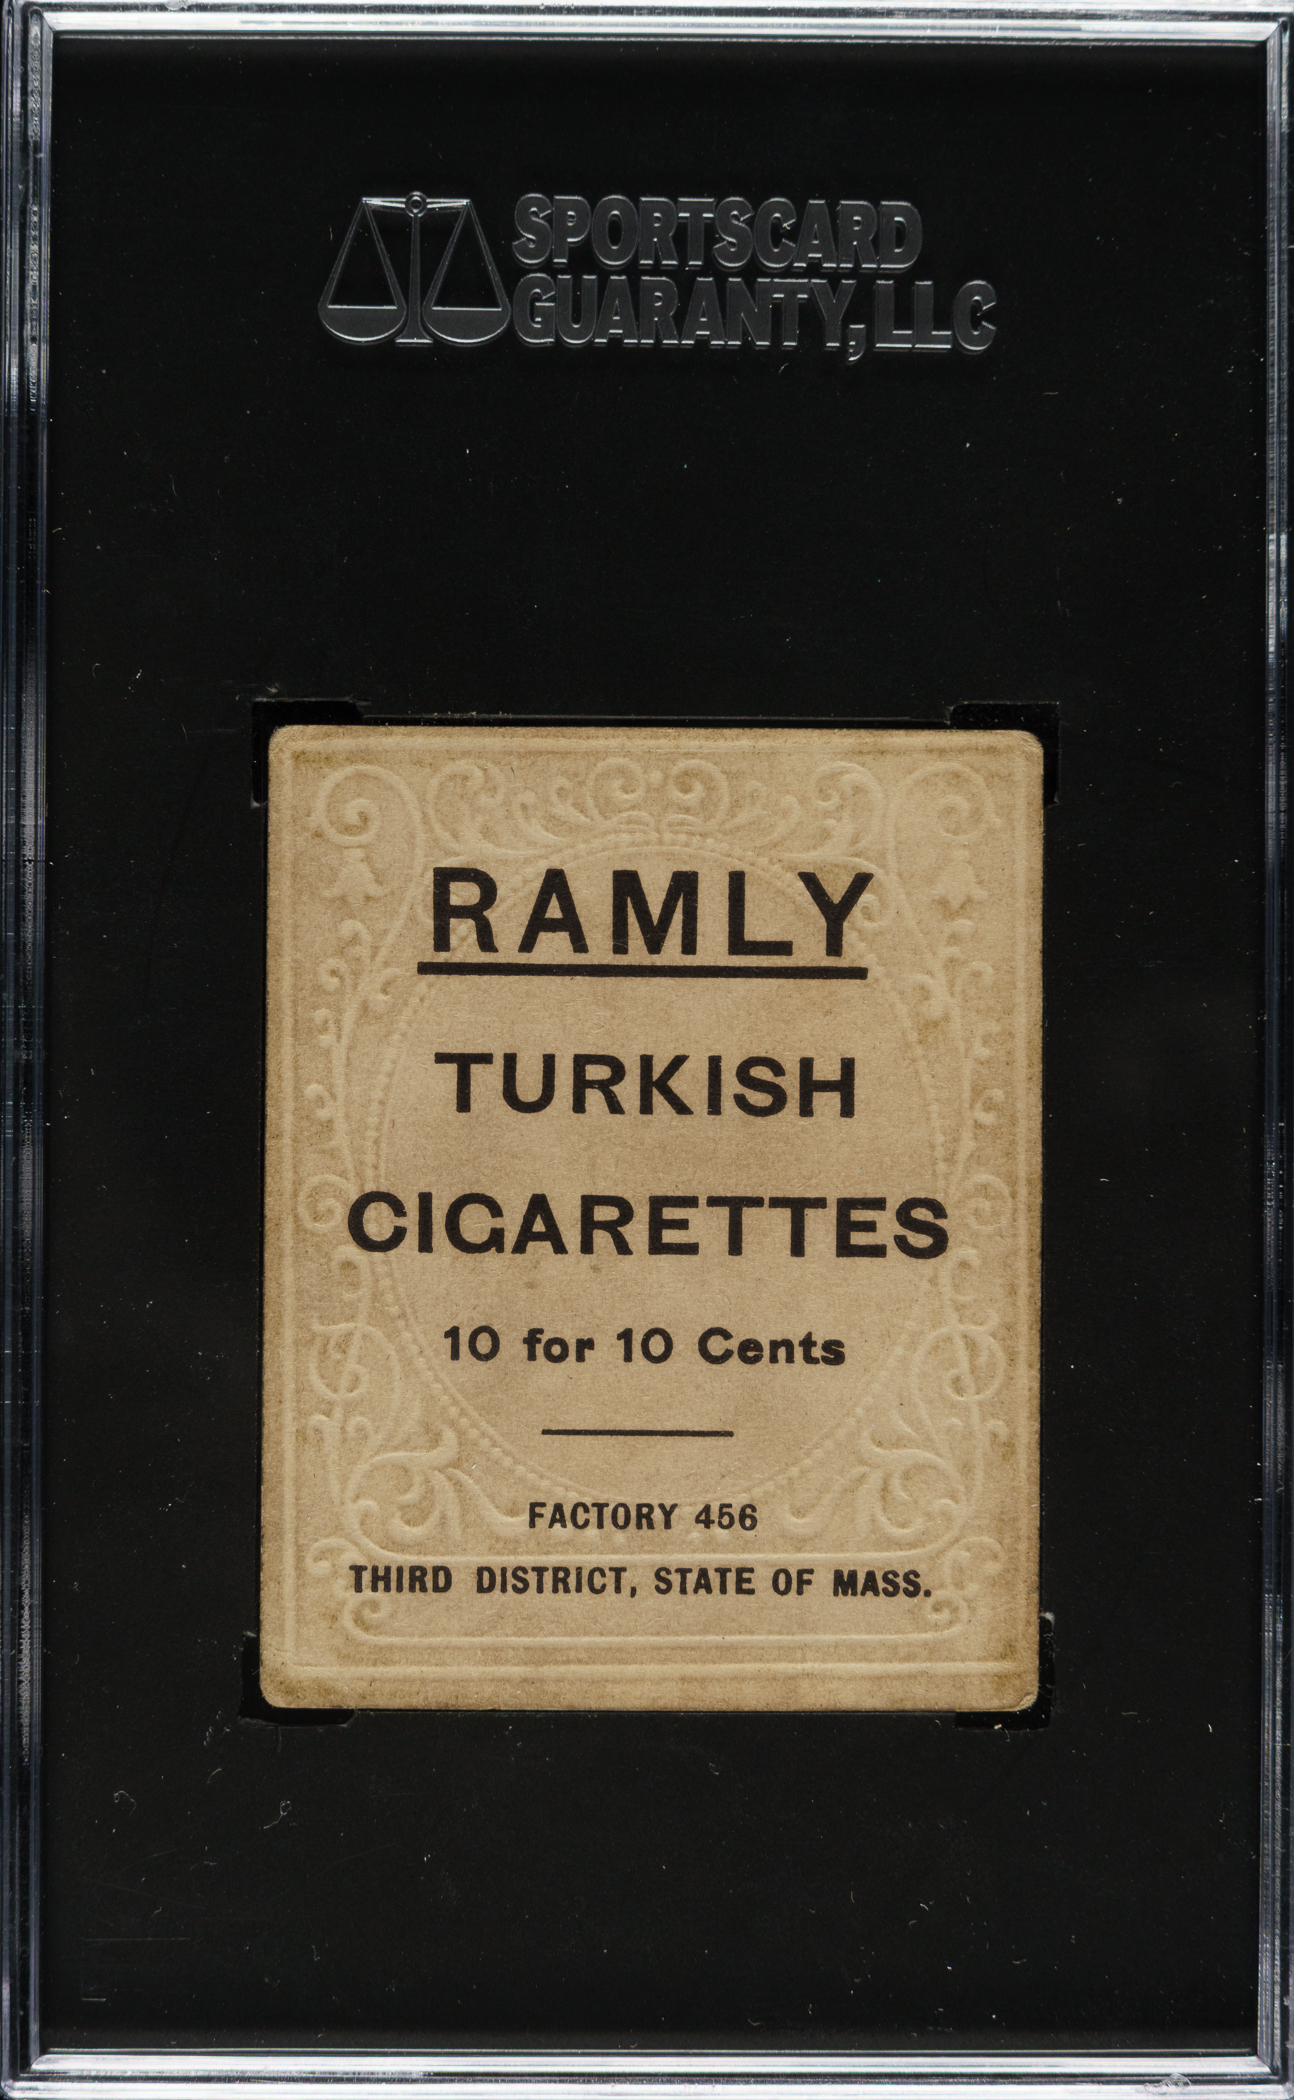 SPORTSCARD
GUARANTY, LLC
RAMLY
TURKISH
CIGARETTES
10 for 10 Cents
FACTORY 456
THIRD DISTRICT, STATE OF MASS.